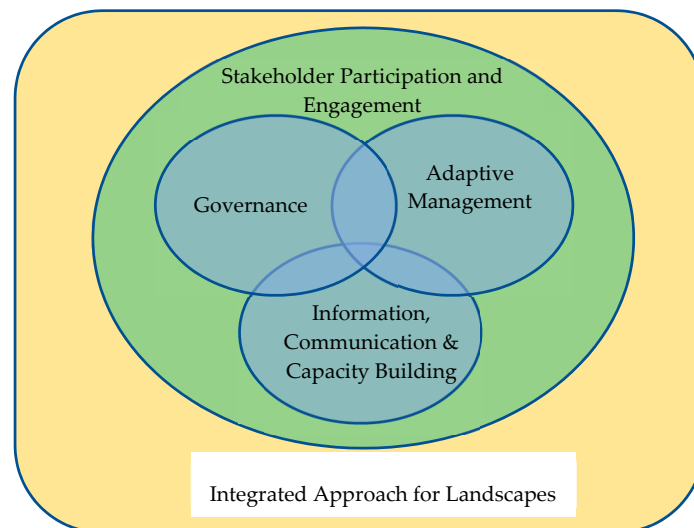 Stakeholder Participation and
Engagement
Governance
Adaptive
Management
Information,
Communication &
Capacity Building
Integrated Approach for Landscapes